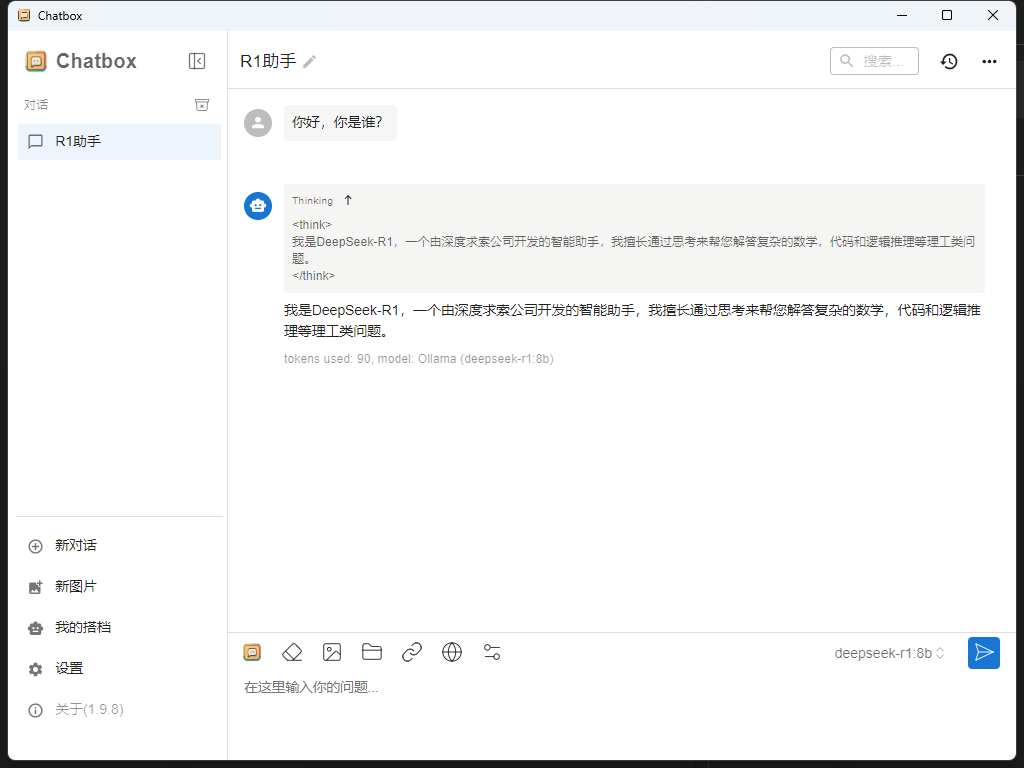 Chatbox
Chatbox
对话
R1助手
新对话
新图片
我的搭档
设置
关于(1.9.8)
R1助手
搜索...
你好，你是谁？
Thinking
<think>
我是DeepSeek-R1，一个由深度求索公司开发的智能助手，我擅长通过思考来帮您解答复杂的数学，代码和逻辑推理等理工类问
题。
</think>
我是DeepSeek-R1，一个由深度求索公司开发的智能助手，我擅长通过思考来帮您解答复杂的数学，代码和逻辑推
理等理工类问题。
tokens used: 90, model: Ollama (deepseek-r1:8b)
deepseek-r1:8b
在这里输入你的问题...